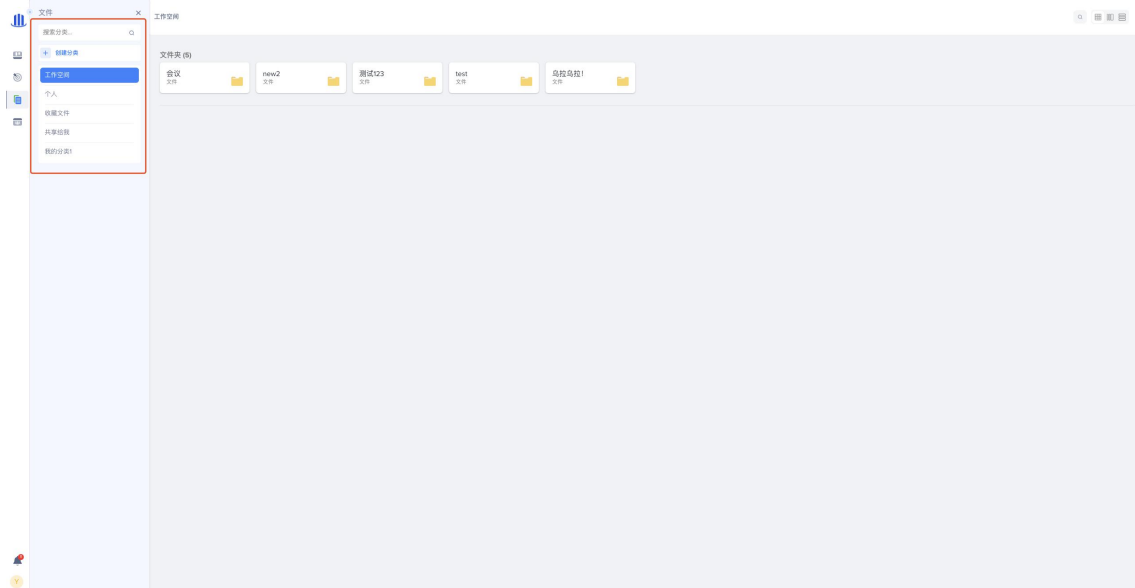 文件
工作空间
搜索分类...
创建分类
工作空间
个人
收藏文件
共享给我
我的分类1
文件夹 (5)
会议
文件
new2
文件
测试123
文件
test
文件
乌拉乌拉！
文件
Y